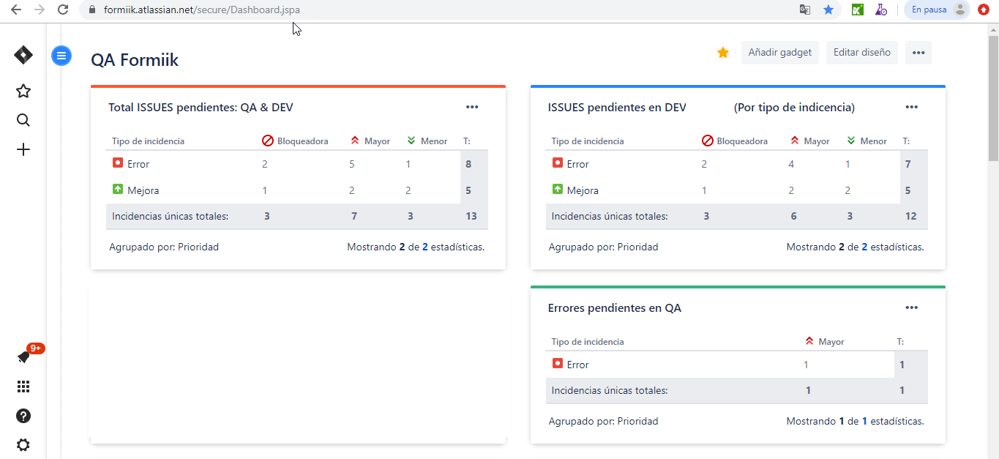 formiik.atlassian.net/secure/Dashboard.jspa
En pausa
QA Formiik
Añadir gadget
Editar diseño
Total ISSUES pendientes: QA & DEV
Tipo de incidencia Bloqueadora Mayor Menor T:
Error 2 5 1 8
Mejora 1 2 2 5
Incidencias únicas totales: 3 7 3 13
Agrupado por: Prioridad Mostrando 2 de 2 estadísticas.
ISSUES pendientes en DEV (Por tipo de indicencia)
Tipo de incidencia Bloqueadora Mayor Menor T:
Error 2 4 1 7
Mejora 1 2 2 5
Incidencias únicas totales: 3 6 3 12
Agrupado por: Prioridad Mostrando 2 de 2 estadísticas.
Errores pendientes en QA
Tipo de incidencia Mayor T:
Error 1 1
Incidencias únicas totales: 1 1
Agrupado por: Prioridad Mostrando 1 de 1 estadísticas.
9+